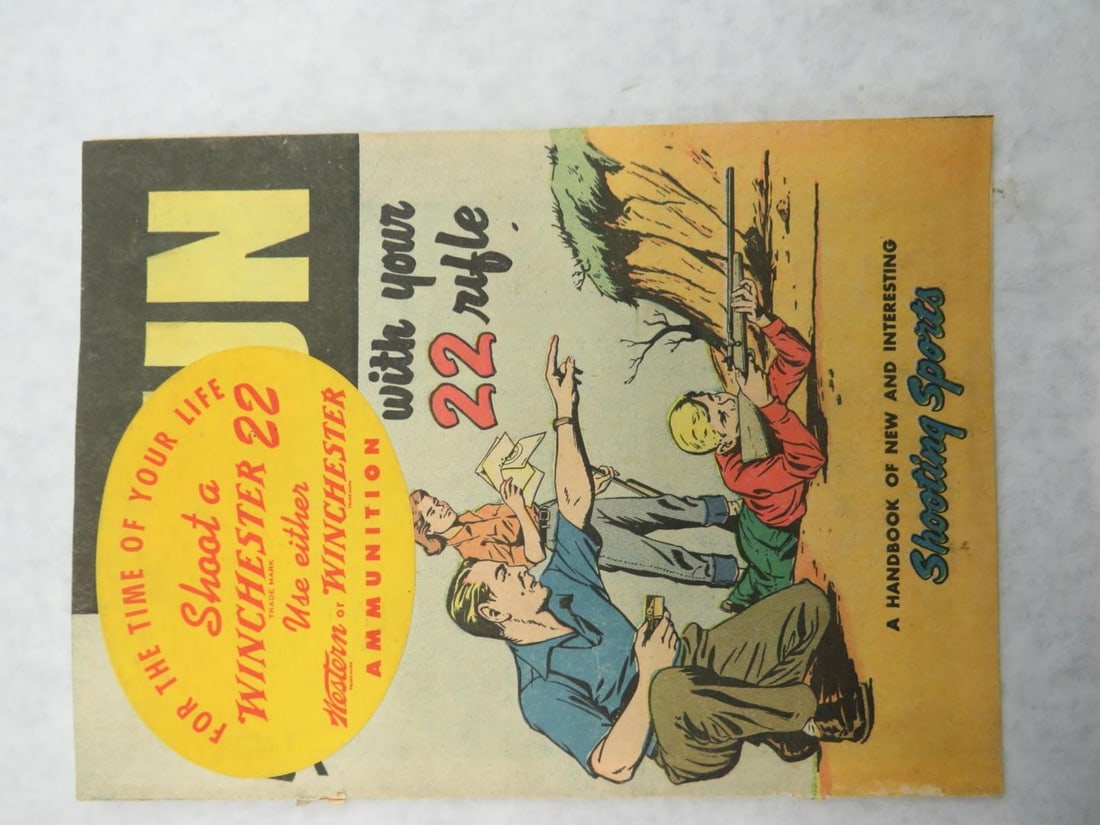 FOR THE TIME OF YOUR LIFE
Shoot a
WINCHESTER 22
TRADE MARK
Use either
Western or WINCHESTER
AMMUNITION
UN
with your
22 rifle
A HANDBOOK OF NEW AND INTERESTING
Shooting Sports